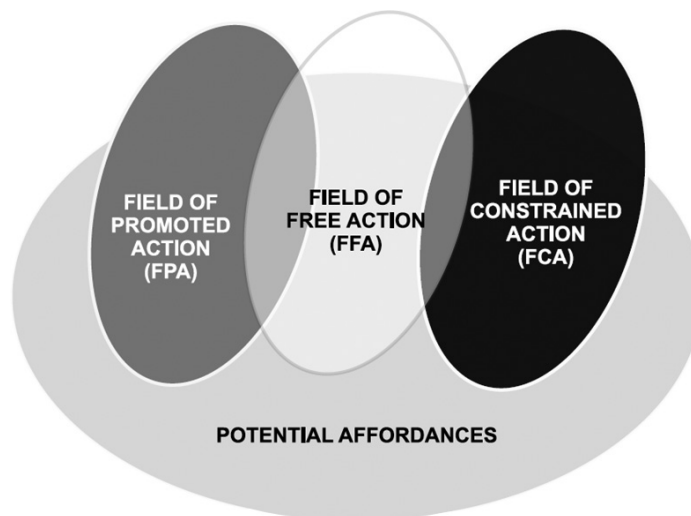 FIELD OF
PROMOTED
ACTION
(FPA)
FIELD OF
FREE ACTION
(FFA)
FIELD OF
CONSTRAINED
ACTION
(FCA)
POTENTIAL AFFORDANCES